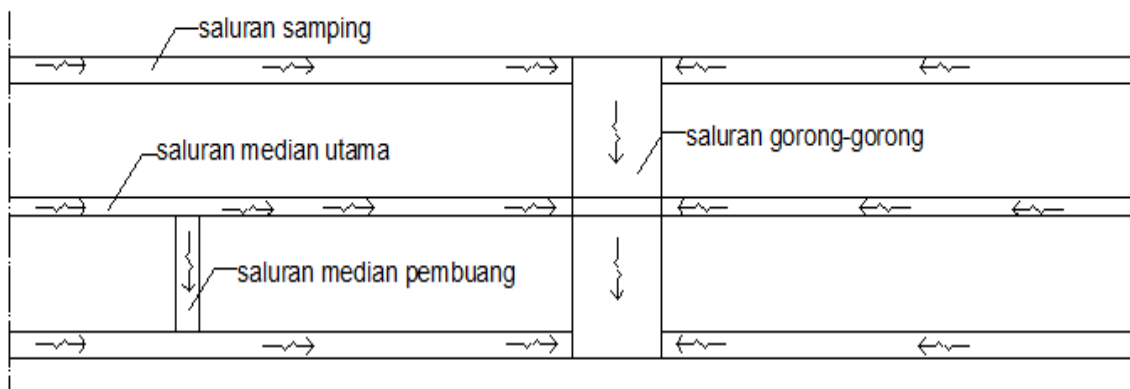 saluran samping
saluran gorong-gorong
saluran median utama
saluran median pembuang